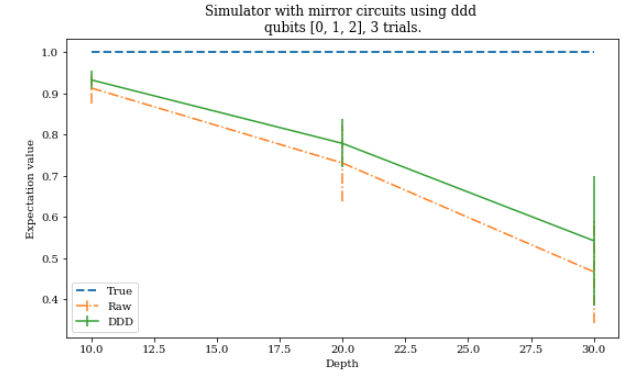 Simulator with mirror circuits using ddd
qubits [0, 1, 2], 3 trials.
Expectation value
1.0
0.9
0.8
0.7
0.6
0.5
0.4
True
Raw
DDD
10.0 12.5 15.0 17.5 20.0 22.5 25.0 27.5 30.0
Depth